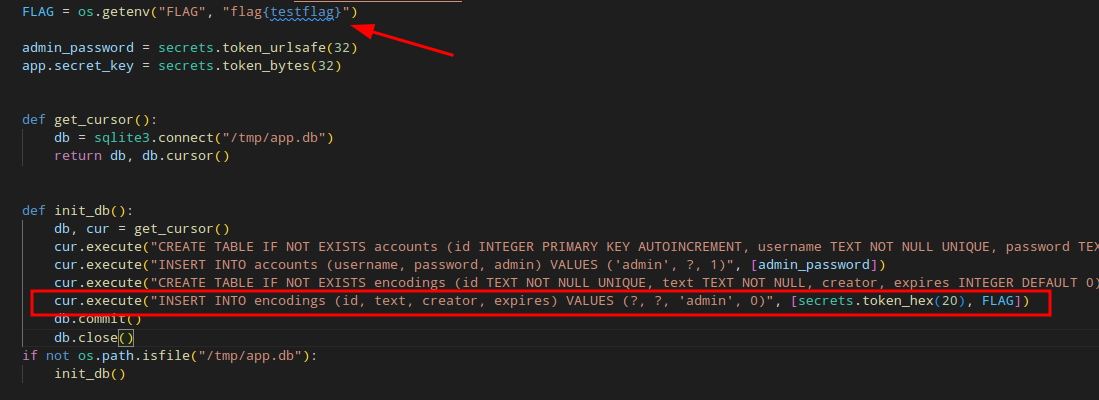 FLAG = os.getenv("FLAG", "flag{testflag}")
admin_password = secrets.token_urlsafe(32)
app.secret_key = secrets.token_bytes(32)
def get_cursor():
db = sqlite3.connect("/tmp/app.db")
return db, db.cursor()
def init_db():
db, cur = get_cursor()
cur.execute("CREATE TABLE IF NOT EXISTS accounts (id INTEGER PRIMARY KEY AUTOINCREMENT, username TEXT NOT NULL UNIQUE, password TEX
cur.execute("INSERT INTO accounts (username, password, admin) VALUES ('admin', ?, 1)", [admin_password])
cur.execute("CREATE TABLE IF NOT EXISTS encodings (id TEXT NOT NULL UNIQUE, text TEXT NOT NULL, creator, expires INTEGER DEFAULT 0)
cur.execute("INSERT INTO encodings (id, text, creator, expires) VALUES (?, ?, 'admin', 0)", [secrets.token_hex(20), FLAG])
db.commit()
db.close()
if not os.path.isfile("/tmp/app.db"):
init_db()